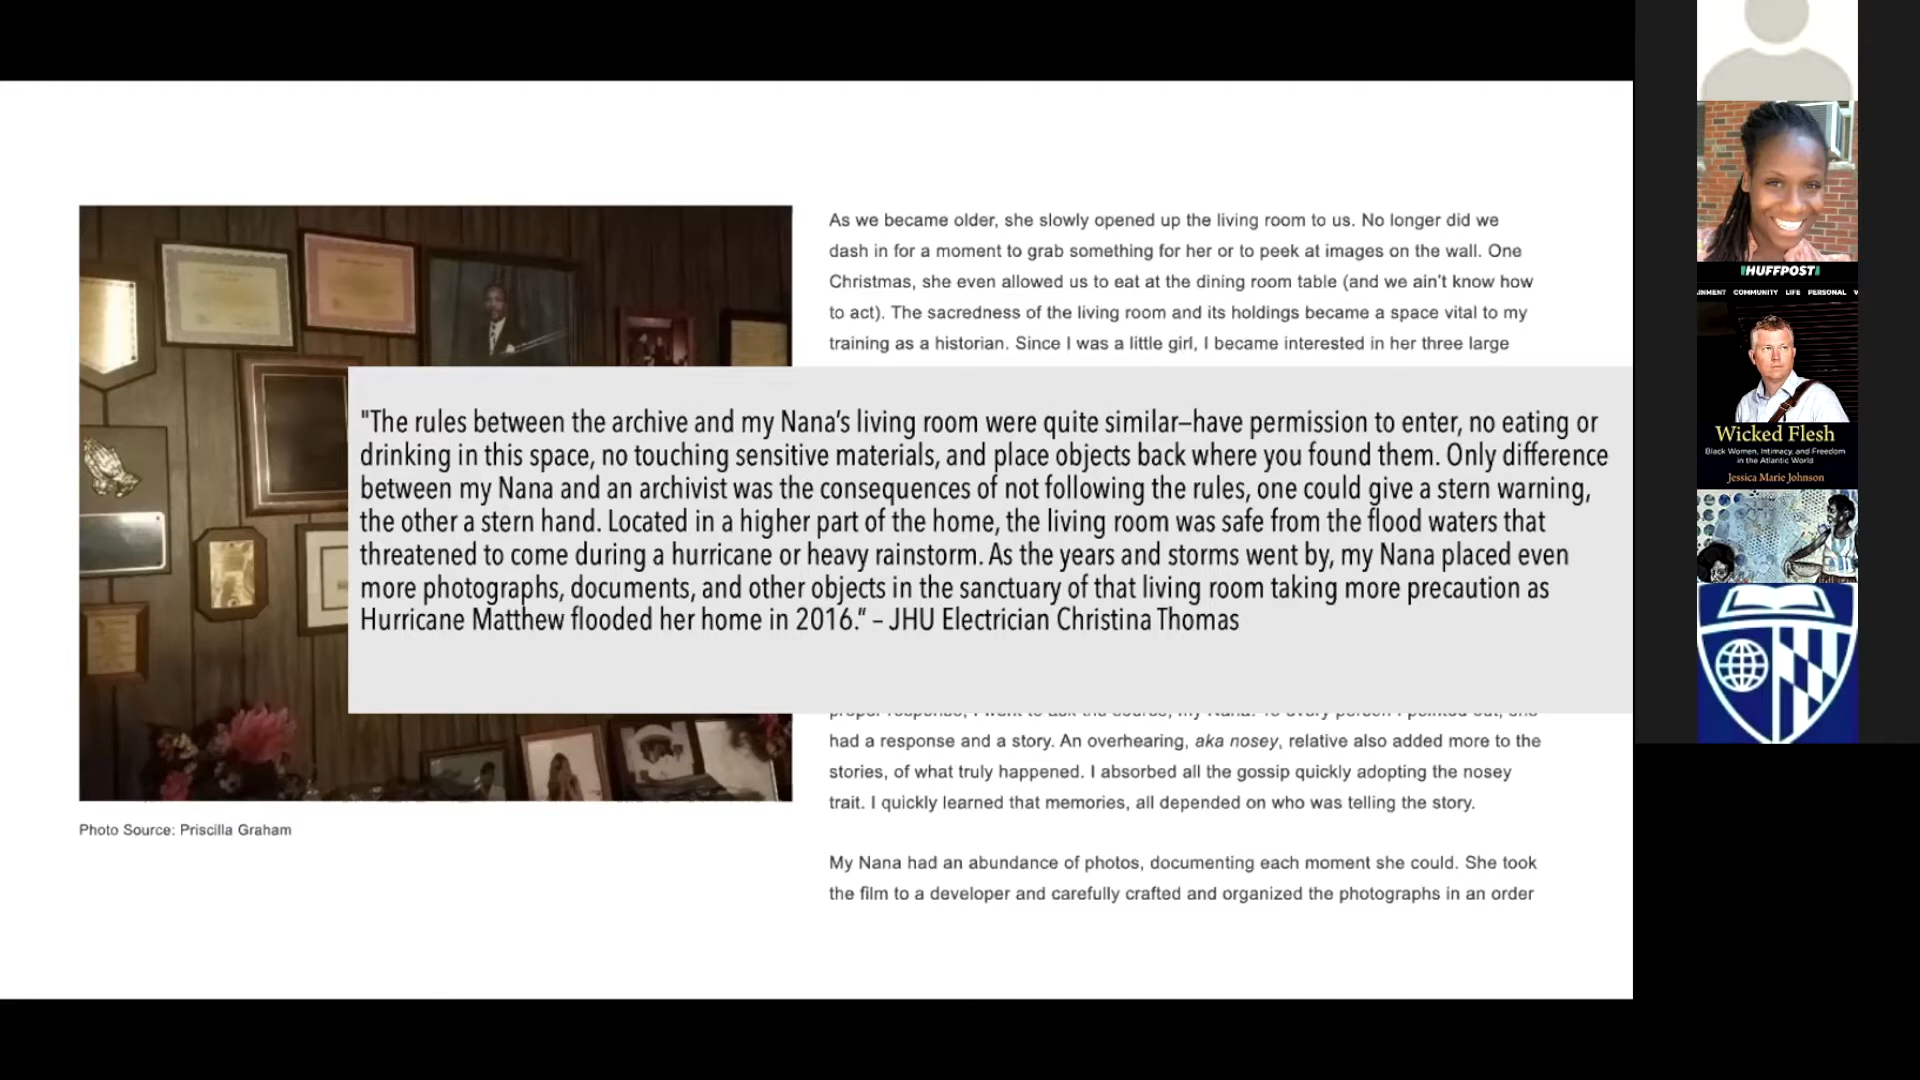 As we became older, she slowly opened up the living room to us. No longer did we
dash in for a moment to grab something for her or to peek at images on the wall. One
Christmas, she even allowed us to eat at the dining room table (and we ain't know how
to act). The sacredness of the living room and its holdings became a space vital to my
training as a historian. Since I was a little girl, I became interested in her three large
"The rules between the archive and my Nana's living room were quite similar–have permission to enter, no eating or
drinking in this space, no touching sensitive materials, and place objects back where you found them. Only difference
between my Nana and an archivist was the consequences of not following the rules, one could give a stern warning,
the other a stern hand. Located in a higher part of the home, the living room was safe from the flood waters that
threatened to come during a hurricane or heavy rainstorm. As the years and storms went by, my Nana placed even
more photographs, documents, and other objects in the sanctuary of that living room taking more precaution as
Hurricane Matthew flooded her home in 2016." – JHU Electrician Christina Thomas
had a response and a story. An overhearing, aka nosey, relative also added more to the
stories, of what truly happened. I absorbed all the gossip quickly adopting the nosey
trait. I quickly learned that memories, all depended on who was telling the story.
My Nana had an abundance of photos, documenting each moment she could. She took
the film to a developer and carefully crafted and organized the photographs in an order
Photo Source: Priscilla Graham
HUFFPOST
COMMUNITY LIFE PERSONAL
Wicked Flesh
Black Women, Intimacy, and Freedom
in the Atlantic World
Jessica Marie Johnson